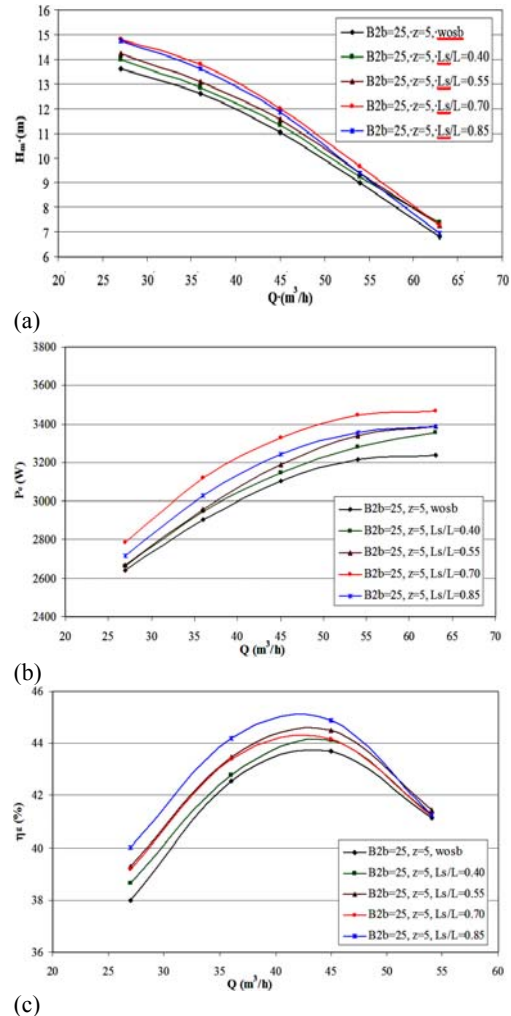 16
15
14
13
12
11
10
9
8
7
6
Hm·(m)
B2b=25,·z=5,·wosb
B2b=25,·z=5,·Ls/L=0.40
B2b=25,·z=5,·Ls/L=0.55
B2b=25,·z=5,·Ls/L=0.70
B2b=25,·z=5,·Ls/L=0.85
20 25 30 35 40 45 50 55 60 65 70
Q·(m³/h)
(a)
3800
3600
3400
3200
3000
2800
2600
2400
(W)
B2b=25, z=5, wosb
B2b=25, z=5, Ls/L=0.40
B2b=25, z=5, Ls/L=0.55
B2b=25, z=5, Ls/L=0.70
B2b=25, z=5, Ls/L=0.85
20 25 30 35 40 45 50 55 60 65 70
Q (m³/h)
(b)
46
44
42
40
38
36
ηg (%)
B2b=25, z=5, wosb
B2b=25, z=5, Ls/L=0.40
B2b=25, z=5, Ls/L=0.55
B2b=25, z=5, Ls/L=0.70
B2b=25, z=5, Ls/L=0.85
20 25 30 35 40 45 50 55 60
Q (m³/h)
(c)